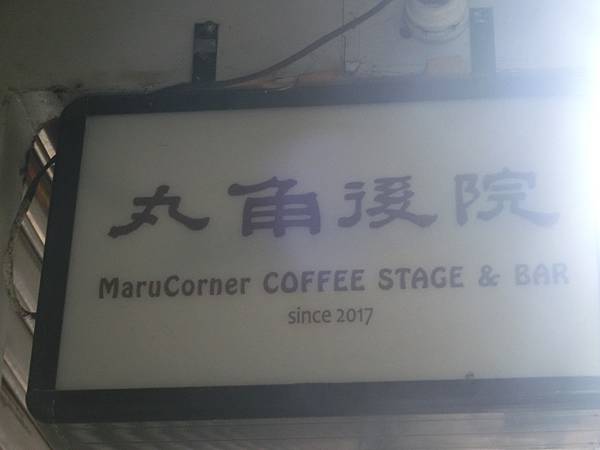 丸角後院
MaruCorner COFFEE STAGE & BAR
since 2017